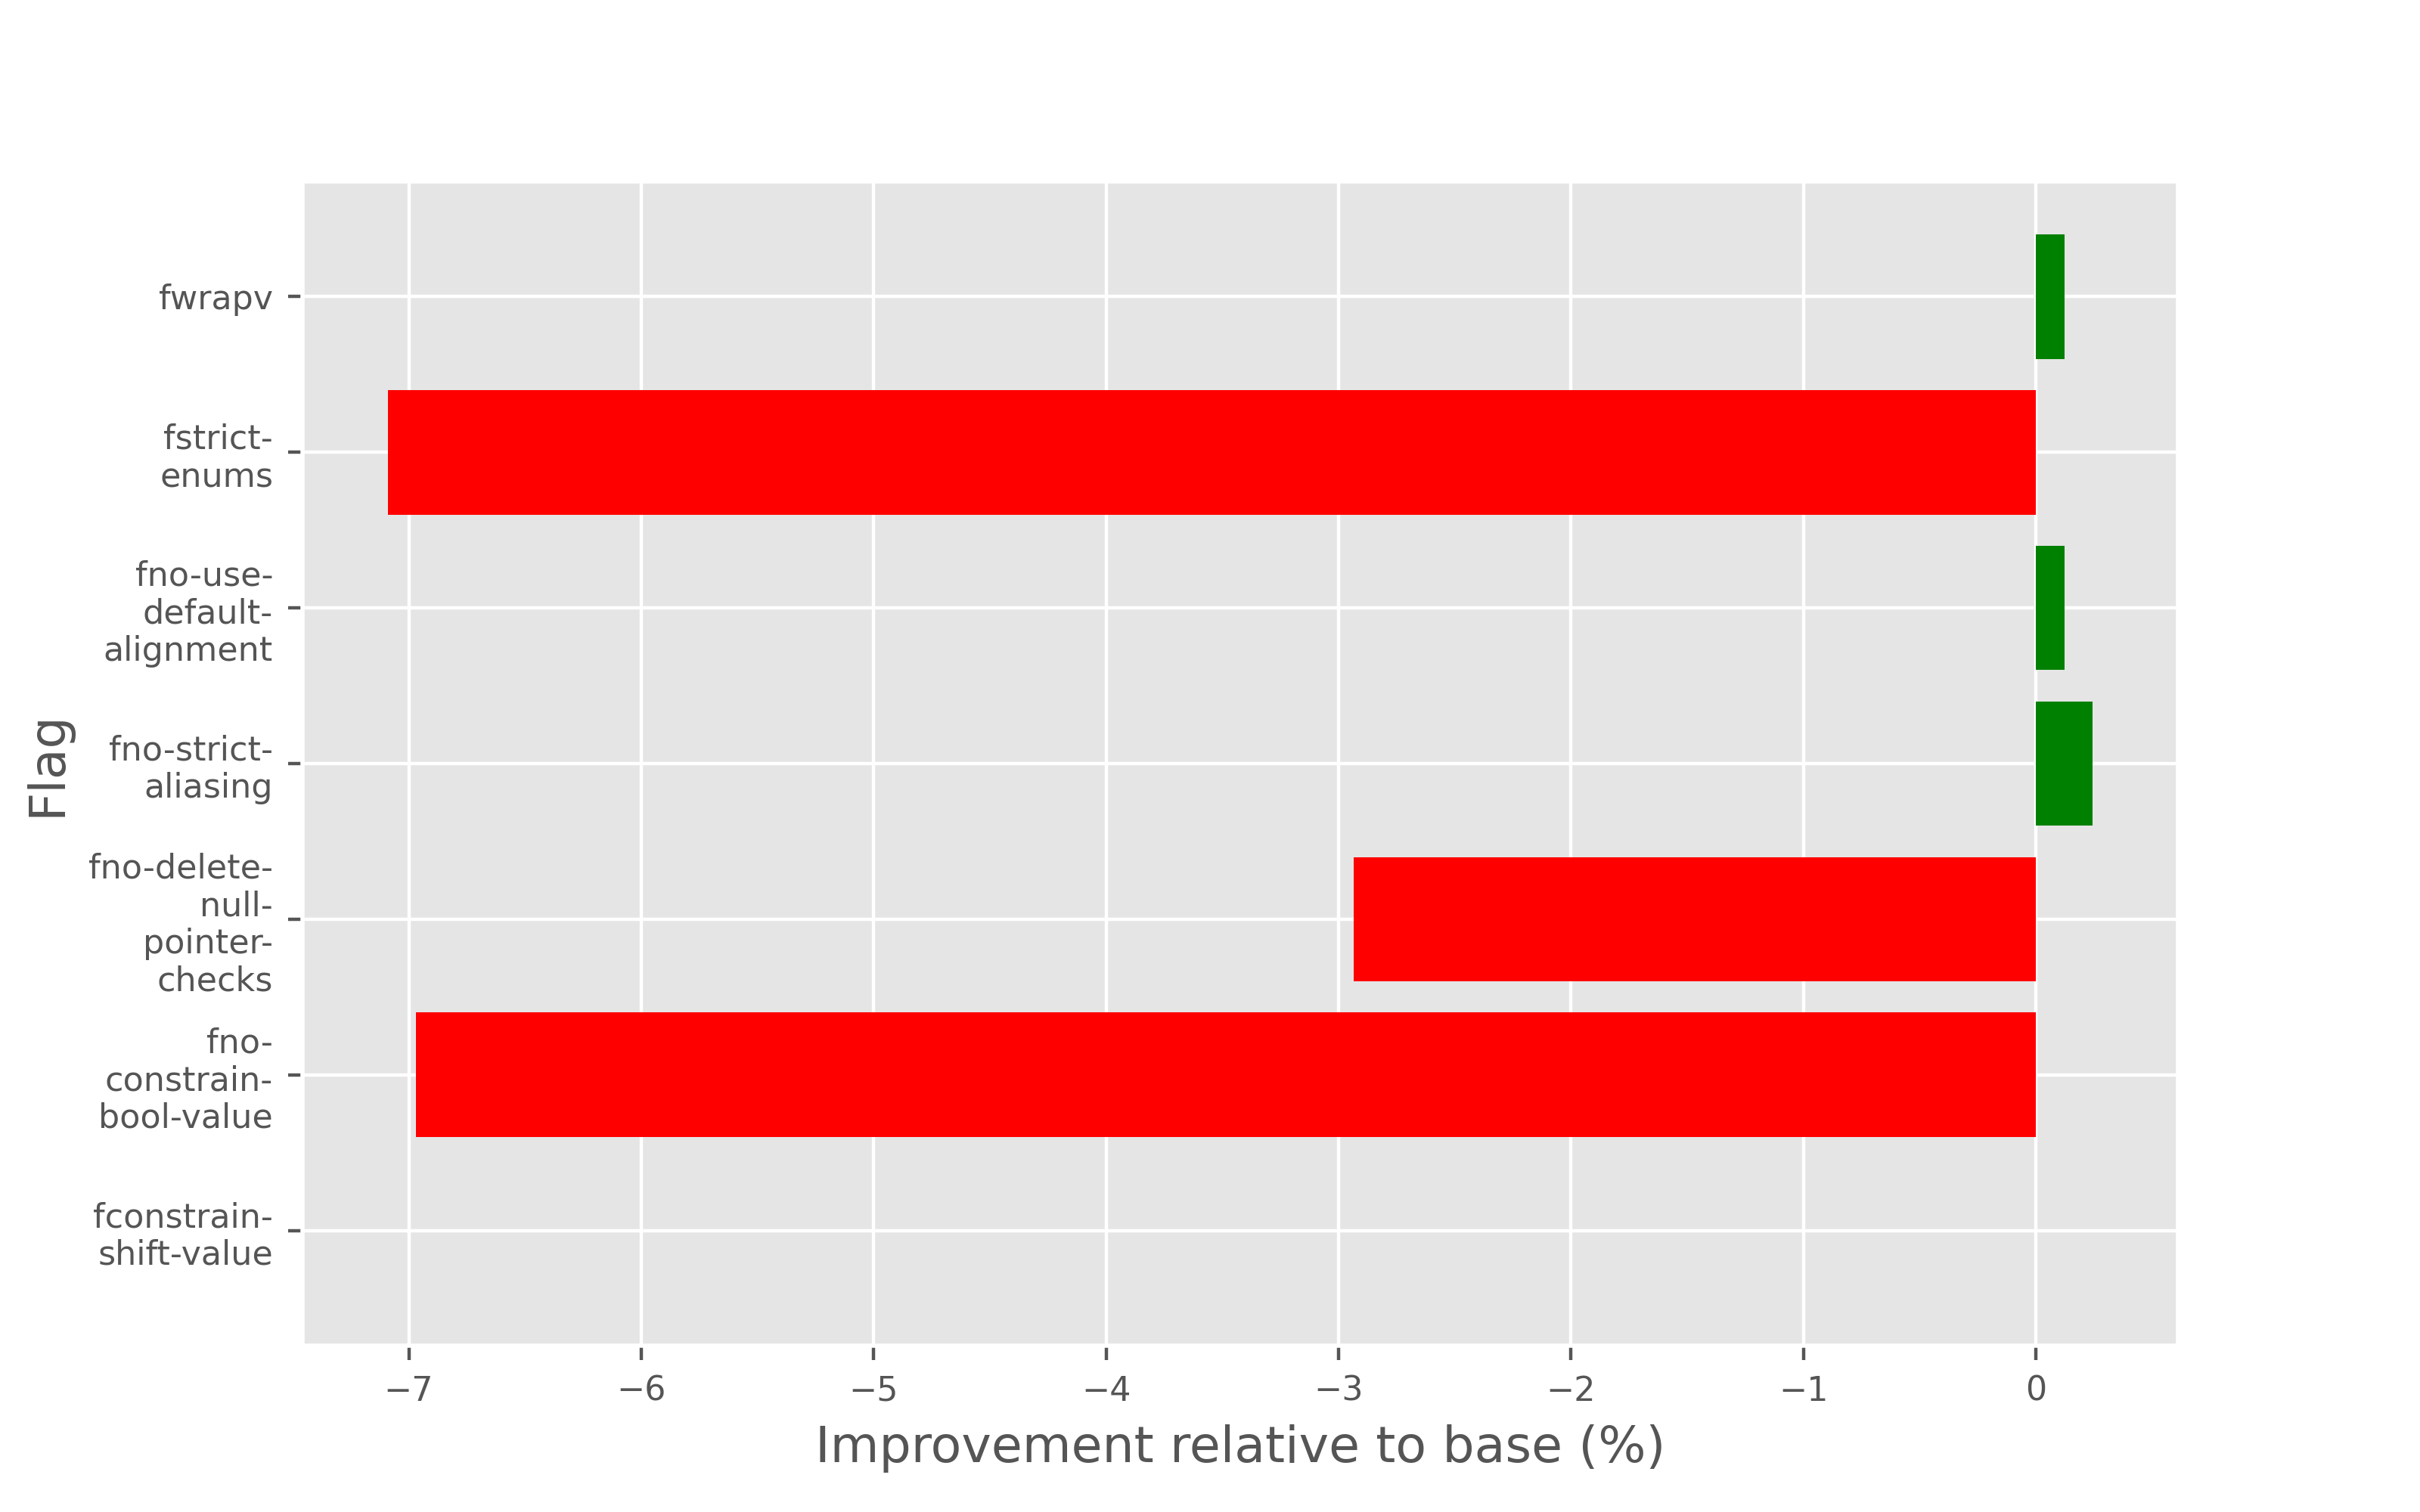 Flag
fwrapv
fstrict-
enums
fno-use-
default-
alignment
fno-strict-
aliasing
fno-delete-
null-
pointer-
checks
fno-
constrain-
bool-value
fconstrain-
shift-value
−7 −6 −5 −4 −3 −2 −1 0
Improvement relative to base (%)